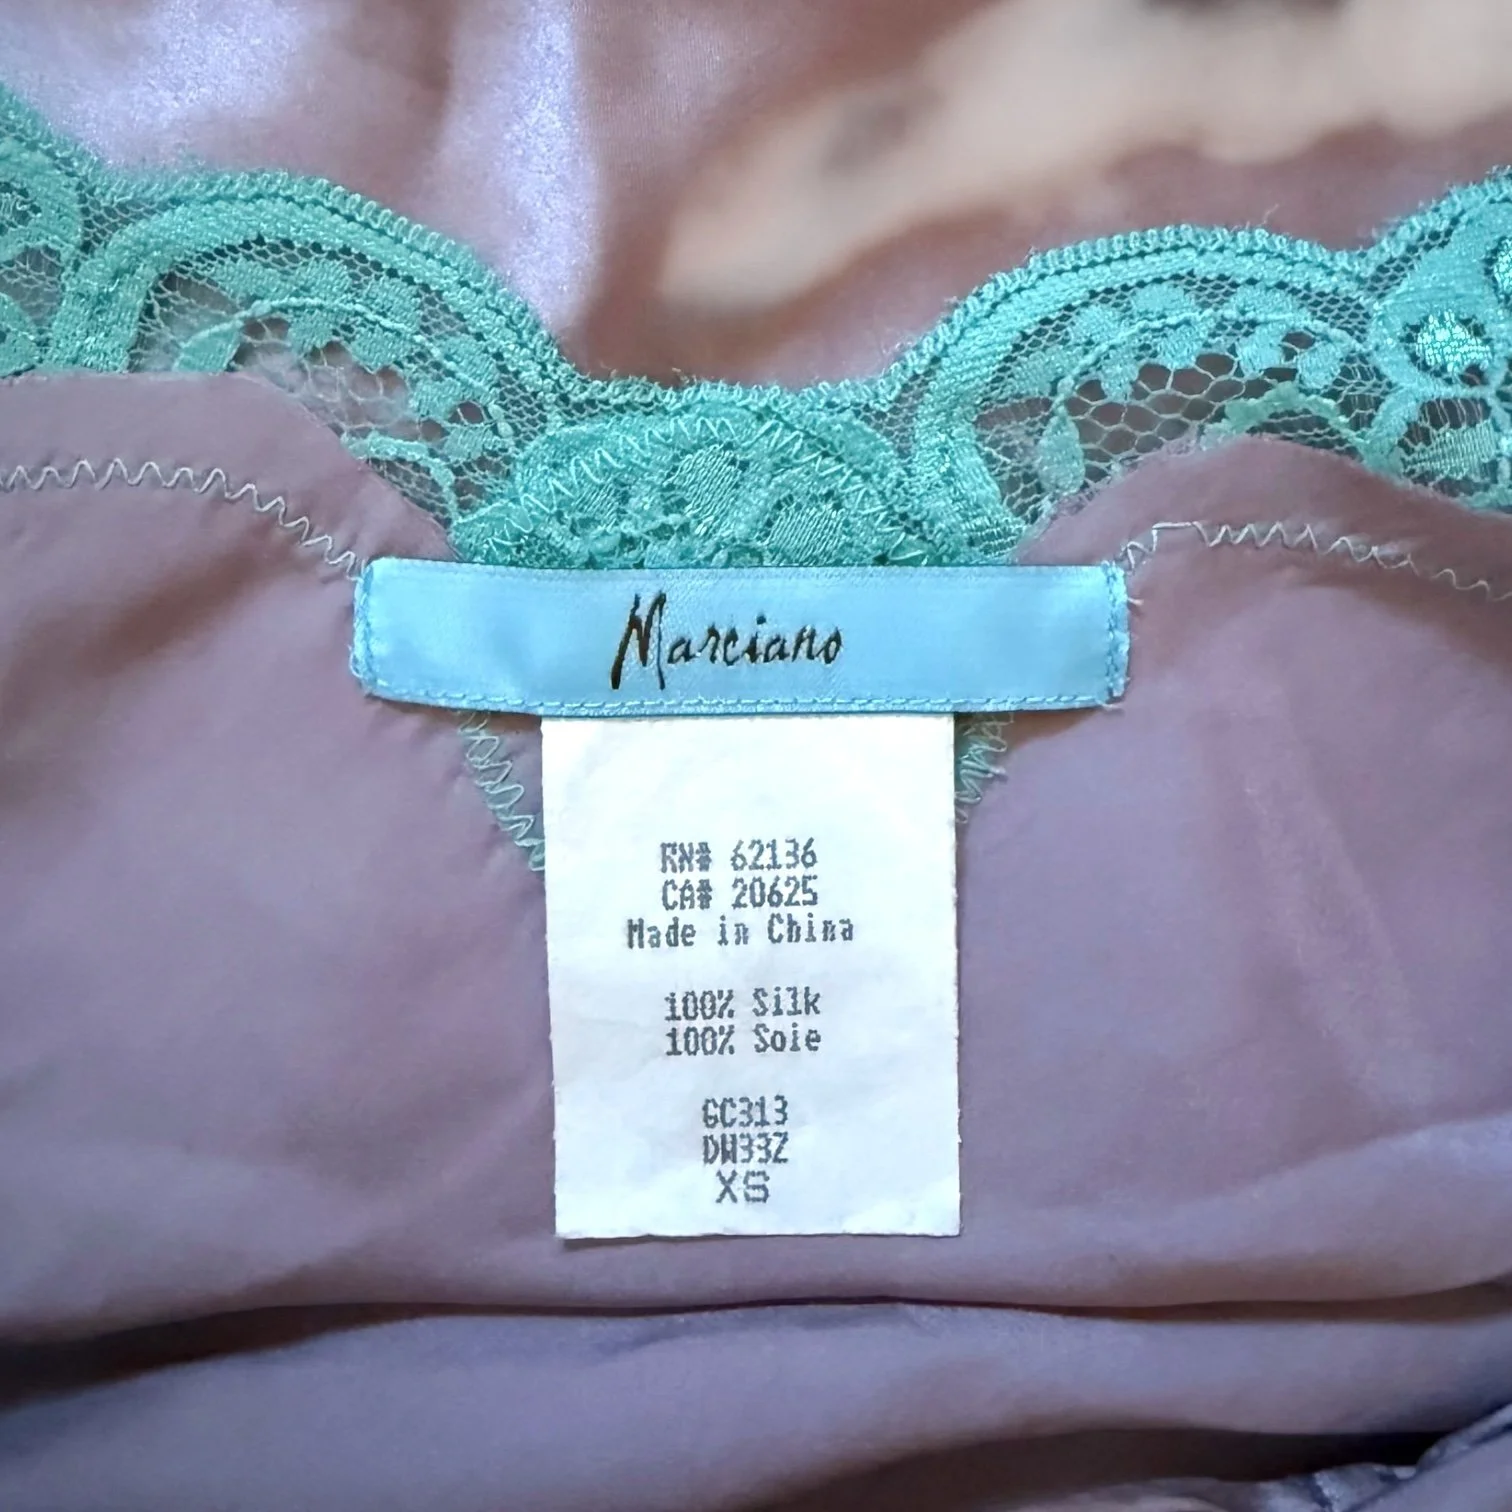 Marciano
RN# 62136
CA# 20625
Made in China
100% Silk
100% Soie
GC313
DW33Z
XS